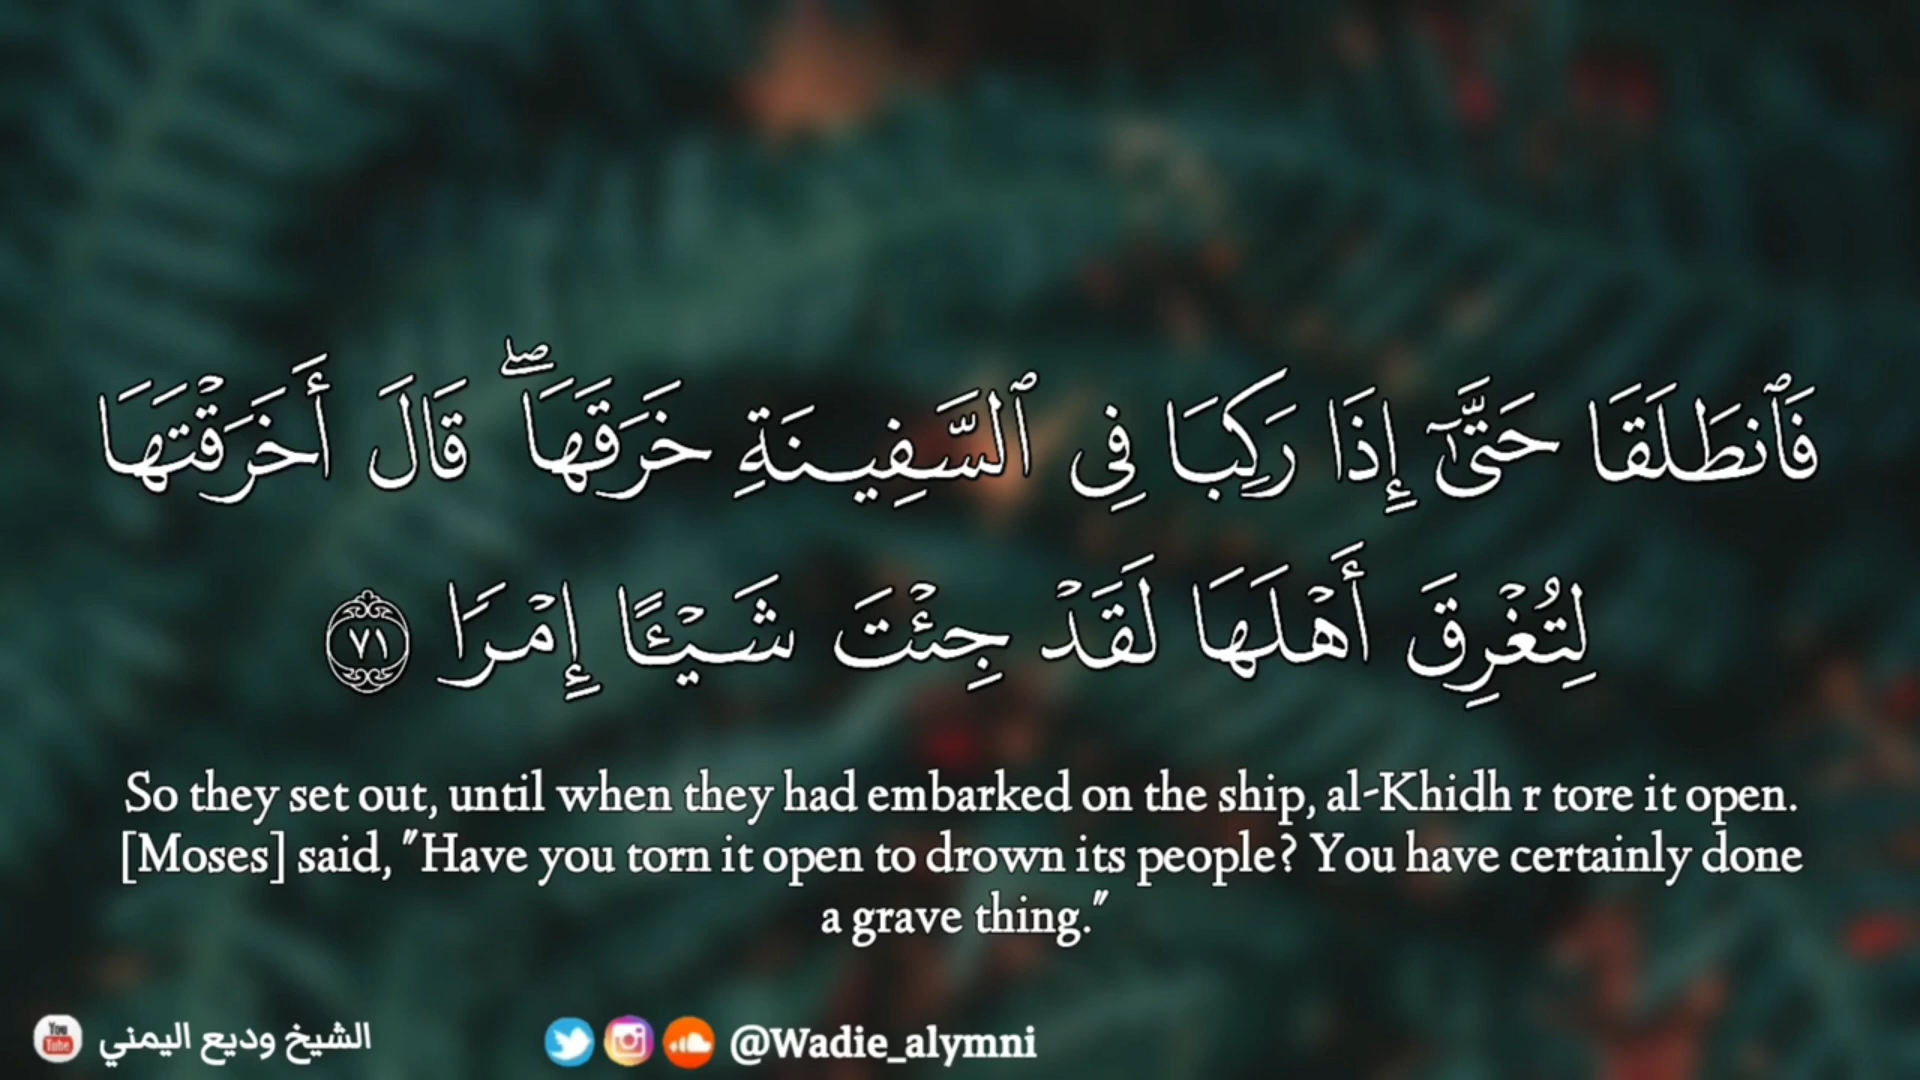 فَٱنطَلَقَا حَتَّىٰٓ إِذَا رَكِبَا فِى ٱلسَّفِينَةِ خَرَقَهَا ۖ قَالَ أَخَرَقْتَهَا
لِتُغْرِقَ أَهْلَهَا لَقَدْ جِئْتَ شَيْـًٔا إِمْرًا ٧١
So they set out, until when they had embarked on the ship, al-Khidh r tore it open.
[Moses] said, "Have you torn it open to drown its people? You have certainly done
a grave thing."
You Tube الشيخ وديع اليمني @Wadie_alymni